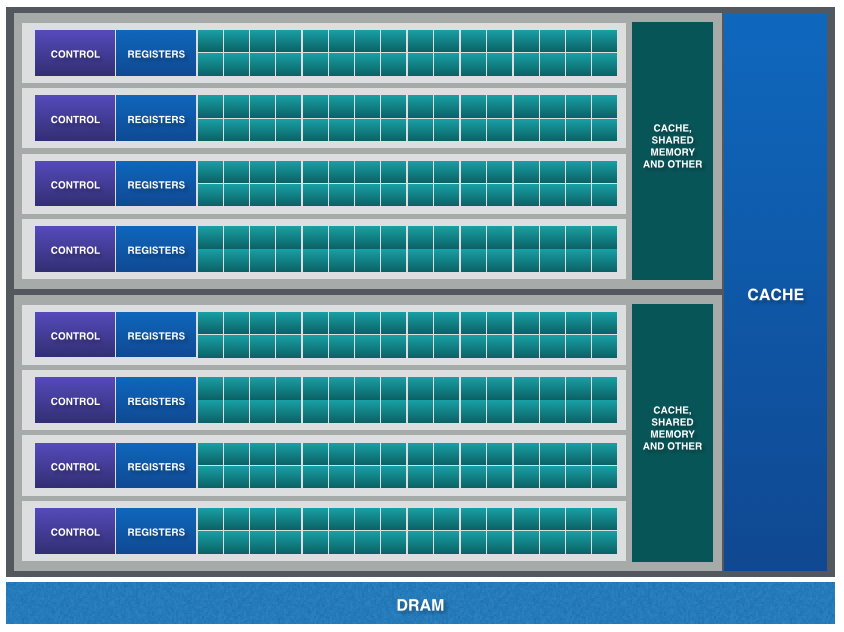 CONTROL REGISTERS
CONTROL REGISTERS
CACHE,
SHARED
MEMORY
AND OTHER
CONTROL REGISTERS
CONTROL REGISTERS
CACHE
CONTROL REGISTERS
CONTROL REGISTERS
CACHE,
SHARED
MEMORY
AND OTHER
CONTROL REGISTERS
CONTROL REGISTERS
DRAM